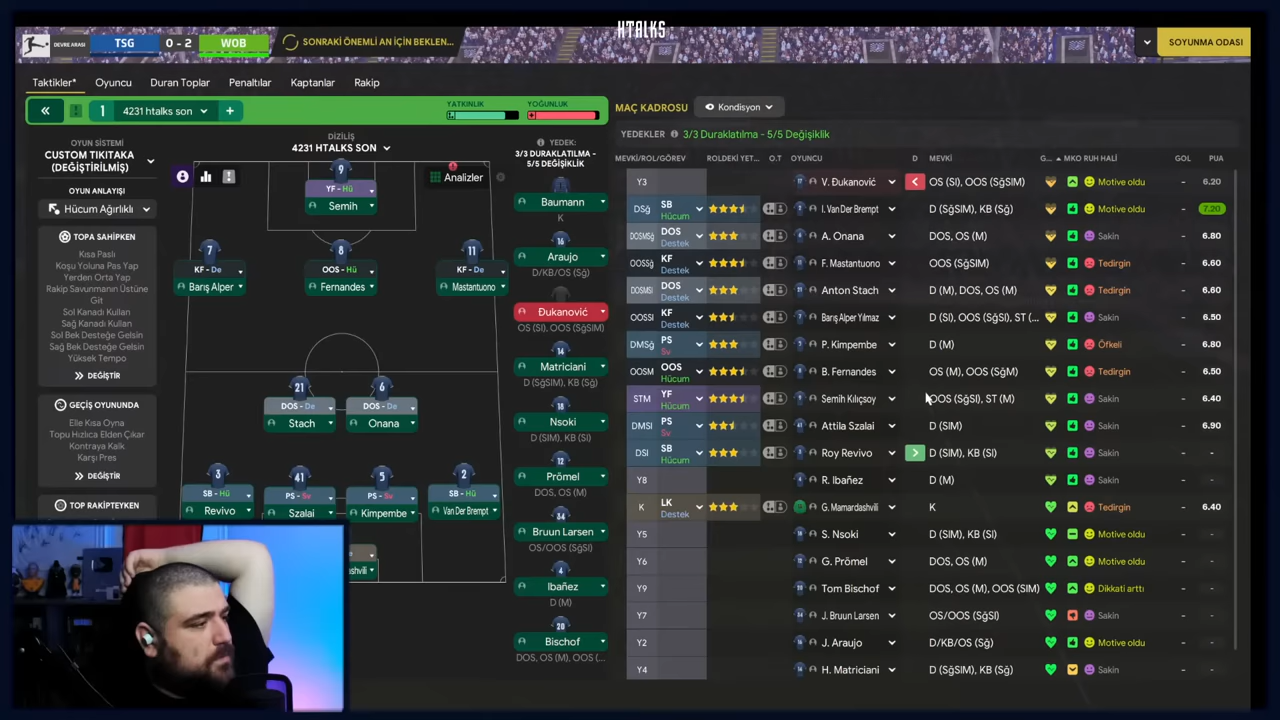 HTALKS
DEVRE ARASI
TSG
0 - 2
WOB
SONRAKİ ÖNEMLİ AN İÇİN BEKLEN...
SOYUNMA ODASI
Taktikler*
Oyuncu
Duran Toplar
Penaltılar
Kaptanlar
Rakip
1
4231 htalks son
YATKINLIK
YOĞUNLUK
OYUN SİSTEMİ
CUSTOM TIKITAKA
(DEĞİŞTİRİLMİŞ)
OYUN ANLAYIŞI
Hücum Ağırlıklı
TOPA SAHİPKEN
Kısa Paslı
Koşu Yoluna Pas Yap
Yerden Orta Yap
Rakip Savunmanın Üstüne
Git
Sol Kanadı Kullan
Sağ Kanadı Kullan
Sol Bek Desteğe Gelsin
Sağ Bek Desteğe Gelsin
Yüksek Tempo
DEĞİŞTİR
GEÇİŞ OYUNUNDA
Elle Kısa Oyna
Topu Hızlıca Elden Çıkar
Kontraya Kalk
Karşı Pres
DEĞİŞTİR
TOP RAKİPTEYKEN
DİZİLİŞ
4231 HTALKS SON
Analizler
9
YF - Hü
Semih
7
KF - De
Barış Alper
8
OOS - Hü
Fernandes
11
KF - De
Mastantuono
21
DOS - De
Stach
6
DOS - De
Onana
3
SB - Hü
Revivo
41
PS - Sv
Szalai
5
PS - Sv
Kimpembe
2
SB - Hü
Van Der Brempt
shvili
YEDEK:
3/3 DURAKLATILMA -
5/5 DEĞİŞİKLİK
Baumann
K
16
Araujo
D/KB/OS (Sğ)
Đukanović
OS (Sl), OOS (SğSlM)
14
Matriciani
D (SğSlM), KB (Sğ)
18
Nsoki
D (SlM), KB (Sl)
12
Prömel
DOS, OS (M)
34
Bruun Larsen
OS/OOS (SğSl)
4
Ibañez
D (M)
20
Bischof
DOS, OS (M), OOS (...
MAÇ KADROSU
Kondisyon
YEDEKLER
3/3 Duraklatılma - 5/5 Değişiklik
MEVKİ/ROL/GÖREV
ROLDEKİ YET...
O.T
OYUNCU
D
MEVKİ
G...
MKO
RUH HALİ
GOL
PUA
Y3
V. Đukanović
OS (Sl), OOS (SğSlM)
Motive oldu
-
6.20
DSğ
SB
Hücum
I. Van Der Brempt
D (SğSlM), KB (Sğ)
Motive oldu
-
7.20
DOSMSğ
DOS
Destek
A. Onana
DOS, OS (M)
Sakin
-
6.80
OOSSğ
KF
Destek
F. Mastantuono
OOS (SğSlM)
Tedirgin
-
6.60
DOSMSl
DOS
Destek
Anton Stach
D (M), DOS, OS (M)
Tedirgin
-
6.60
OOSSl
KF
Destek
Barış Alper Yılmaz
D (Sl), OOS (SğSl), ST (...
Sakin
-
6.50
DMSğ
PS
Sv
P. Kimpembe
D (M)
Öfkeli
-
6.80
OOSM
OOS
Hücum
B. Fernandes
OS (M), OOS (SğM)
Tedirgin
-
6.50
STM
YF
Hücum
Semih Kılıçsoy
OOS (SğSl), ST (M)
Sakin
-
6.40
DMSl
PS
Sv
Attila Szalai
D (SlM)
Sakin
-
6.90
DSl
SB
Hücum
Roy Revivo
D (SlM), KB (Sl)
Sakin
-
-
Y8
R. Ibañez
D (M)
Sakin
-
-
K
LK
Destek
G. Mamardashvili
K
Tedirgin
-
6.40
Y5
S. Nsoki
D (SlM), KB (Sl)
Motive oldu
-
-
Y6
G. Prömel
DOS, OS (M)
Motive oldu
-
-
Y9
Tom Bischof
DOS, OS (M), OOS (SlM)
Dikkati arttı
-
-
Y7
J. Bruun Larsen
OS/OOS (SğSl)
Sakin
-
-
Y2
J. Araujo
D/KB/OS (Sğ)
Motive oldu
-
-
Y4
H. Matriciani
D (SğSlM), KB (Sğ)
Sakin
-
-